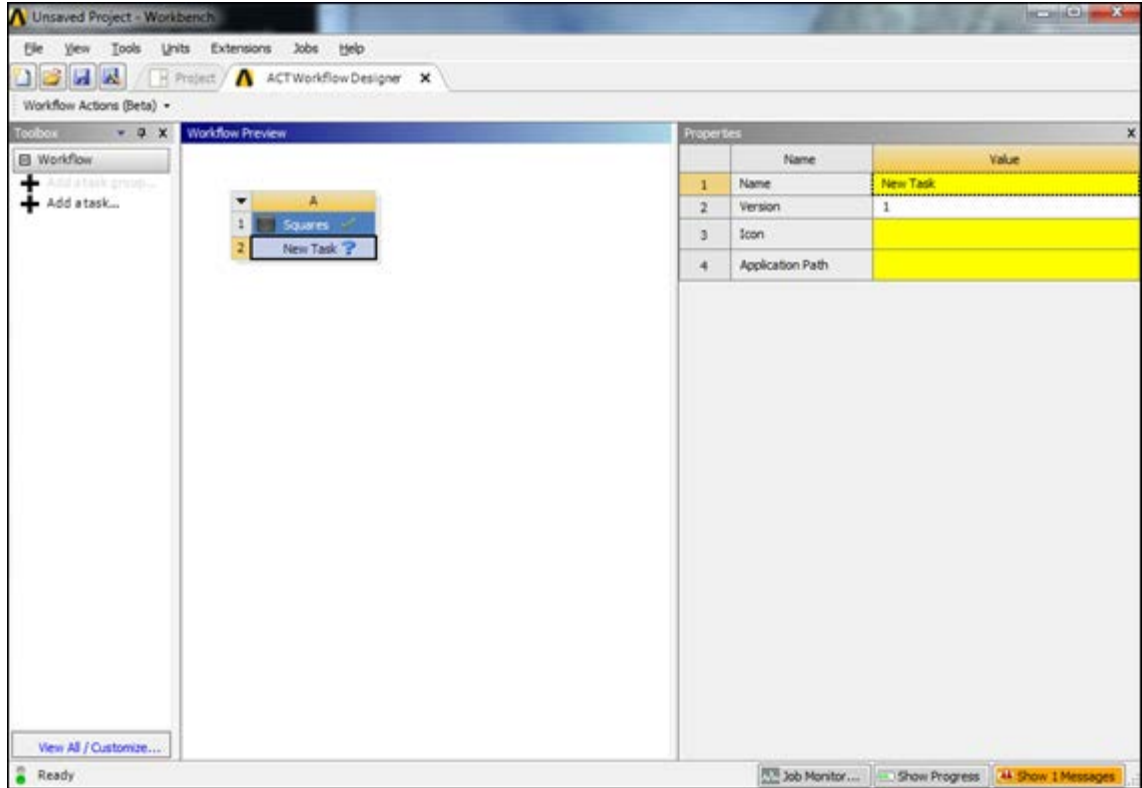 Unsaved Project - Workbench
File View Tools Units Extensions Jobs Help
Project ACT Workflow Designer X
Workflow Actions (Beta)
Toolbox
Workflow
Add a task group...
Add a task...
View All / Customize...
Workflow Preview
A
1 Squares
2 New Task ?
Properties
Name Value
1 Name New Task
2 Version 1
3 Icon
4 Application Path
Ready
Job Monitor... Show Progress Show 1 Messages